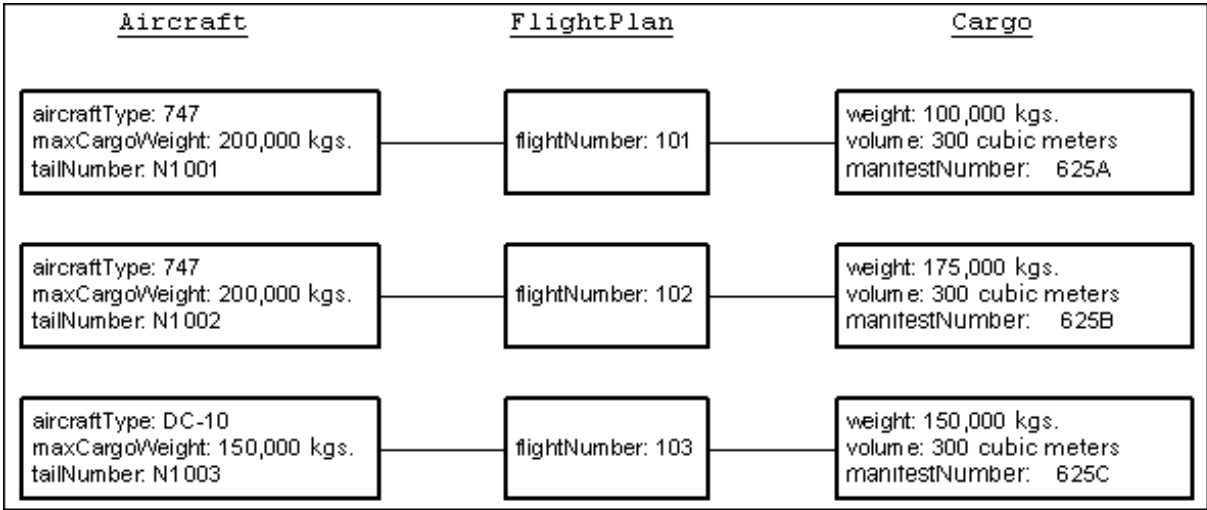 Aircraft FlightPlan Cargo
aircraftType: 747
maxCargoWeight: 200,000 kgs.
tailNumber: N1001
flightNumber: 101
weight: 100,000 kgs.
volume: 300 cubic meters
manifestNumber: 625A
aircraftType: 747
maxCargoWeight: 200,000 kgs.
tailNumber: N1002
flightNumber: 102
weight: 175,000 kgs.
volume: 300 cubic meters
manifestNumber: 625B
aircraftType: DC-10
maxCargoWeight: 150,000 kgs.
tailNumber: N1003
flightNumber: 103
weight: 150,000 kgs.
volume: 300 cubic meters
manifestNumber: 625C